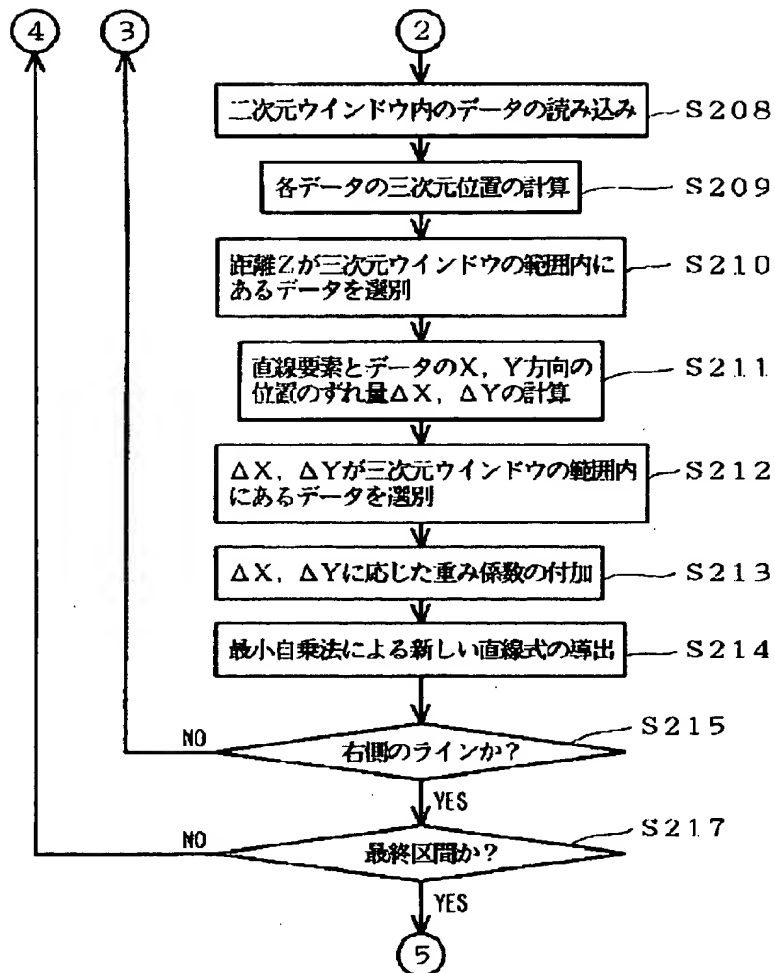 ④ ③ ②
二次元ウインドウ内のデータの読み込み S208
各データの三次元位置の計算 S209
距離Zが三次元ウインドウの範囲内に S210
あるデータを選別
直線要素とデータのX，Y方向の S211
位置のずれ量ΔX，ΔYの計算
ΔX，ΔYが三次元ウインドウの範囲内 S212
にあるデータを選別
ΔX，ΔYに応じた重み係数の付加 S213
最小自乗法による新しい直線式の導出 S214
S215
NO 右側のラインか？
YES
S217
NO 最終区間か？
YES
⑤